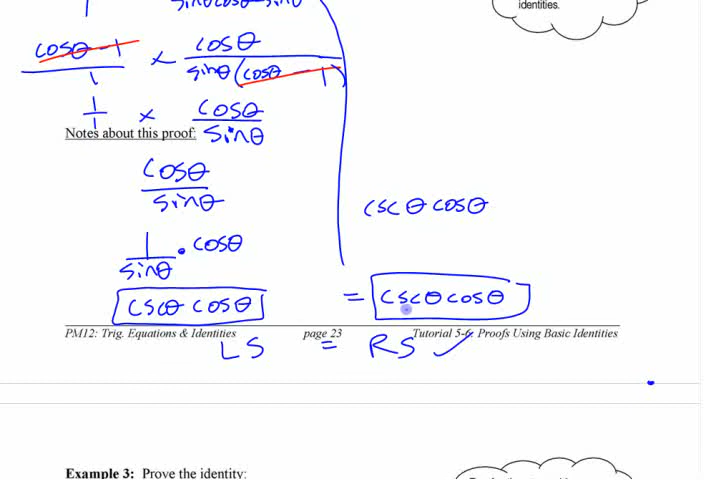 identities.
cosθ - 1 × cosθ
1 sinθ(cosθ - 1)
1/1 × cosθ/sinθ
Notes about this proof:
cosθ
sinθ
cscθ cosθ
1/sinθ · cosθ
cscθ cosθ = cscθ cosθ
PM12: Trig. Equations & Identities page 23 Tutorial 5-6: Proofs Using Basic Identities
LS = RS ✓
Example 3: Prove the identity: